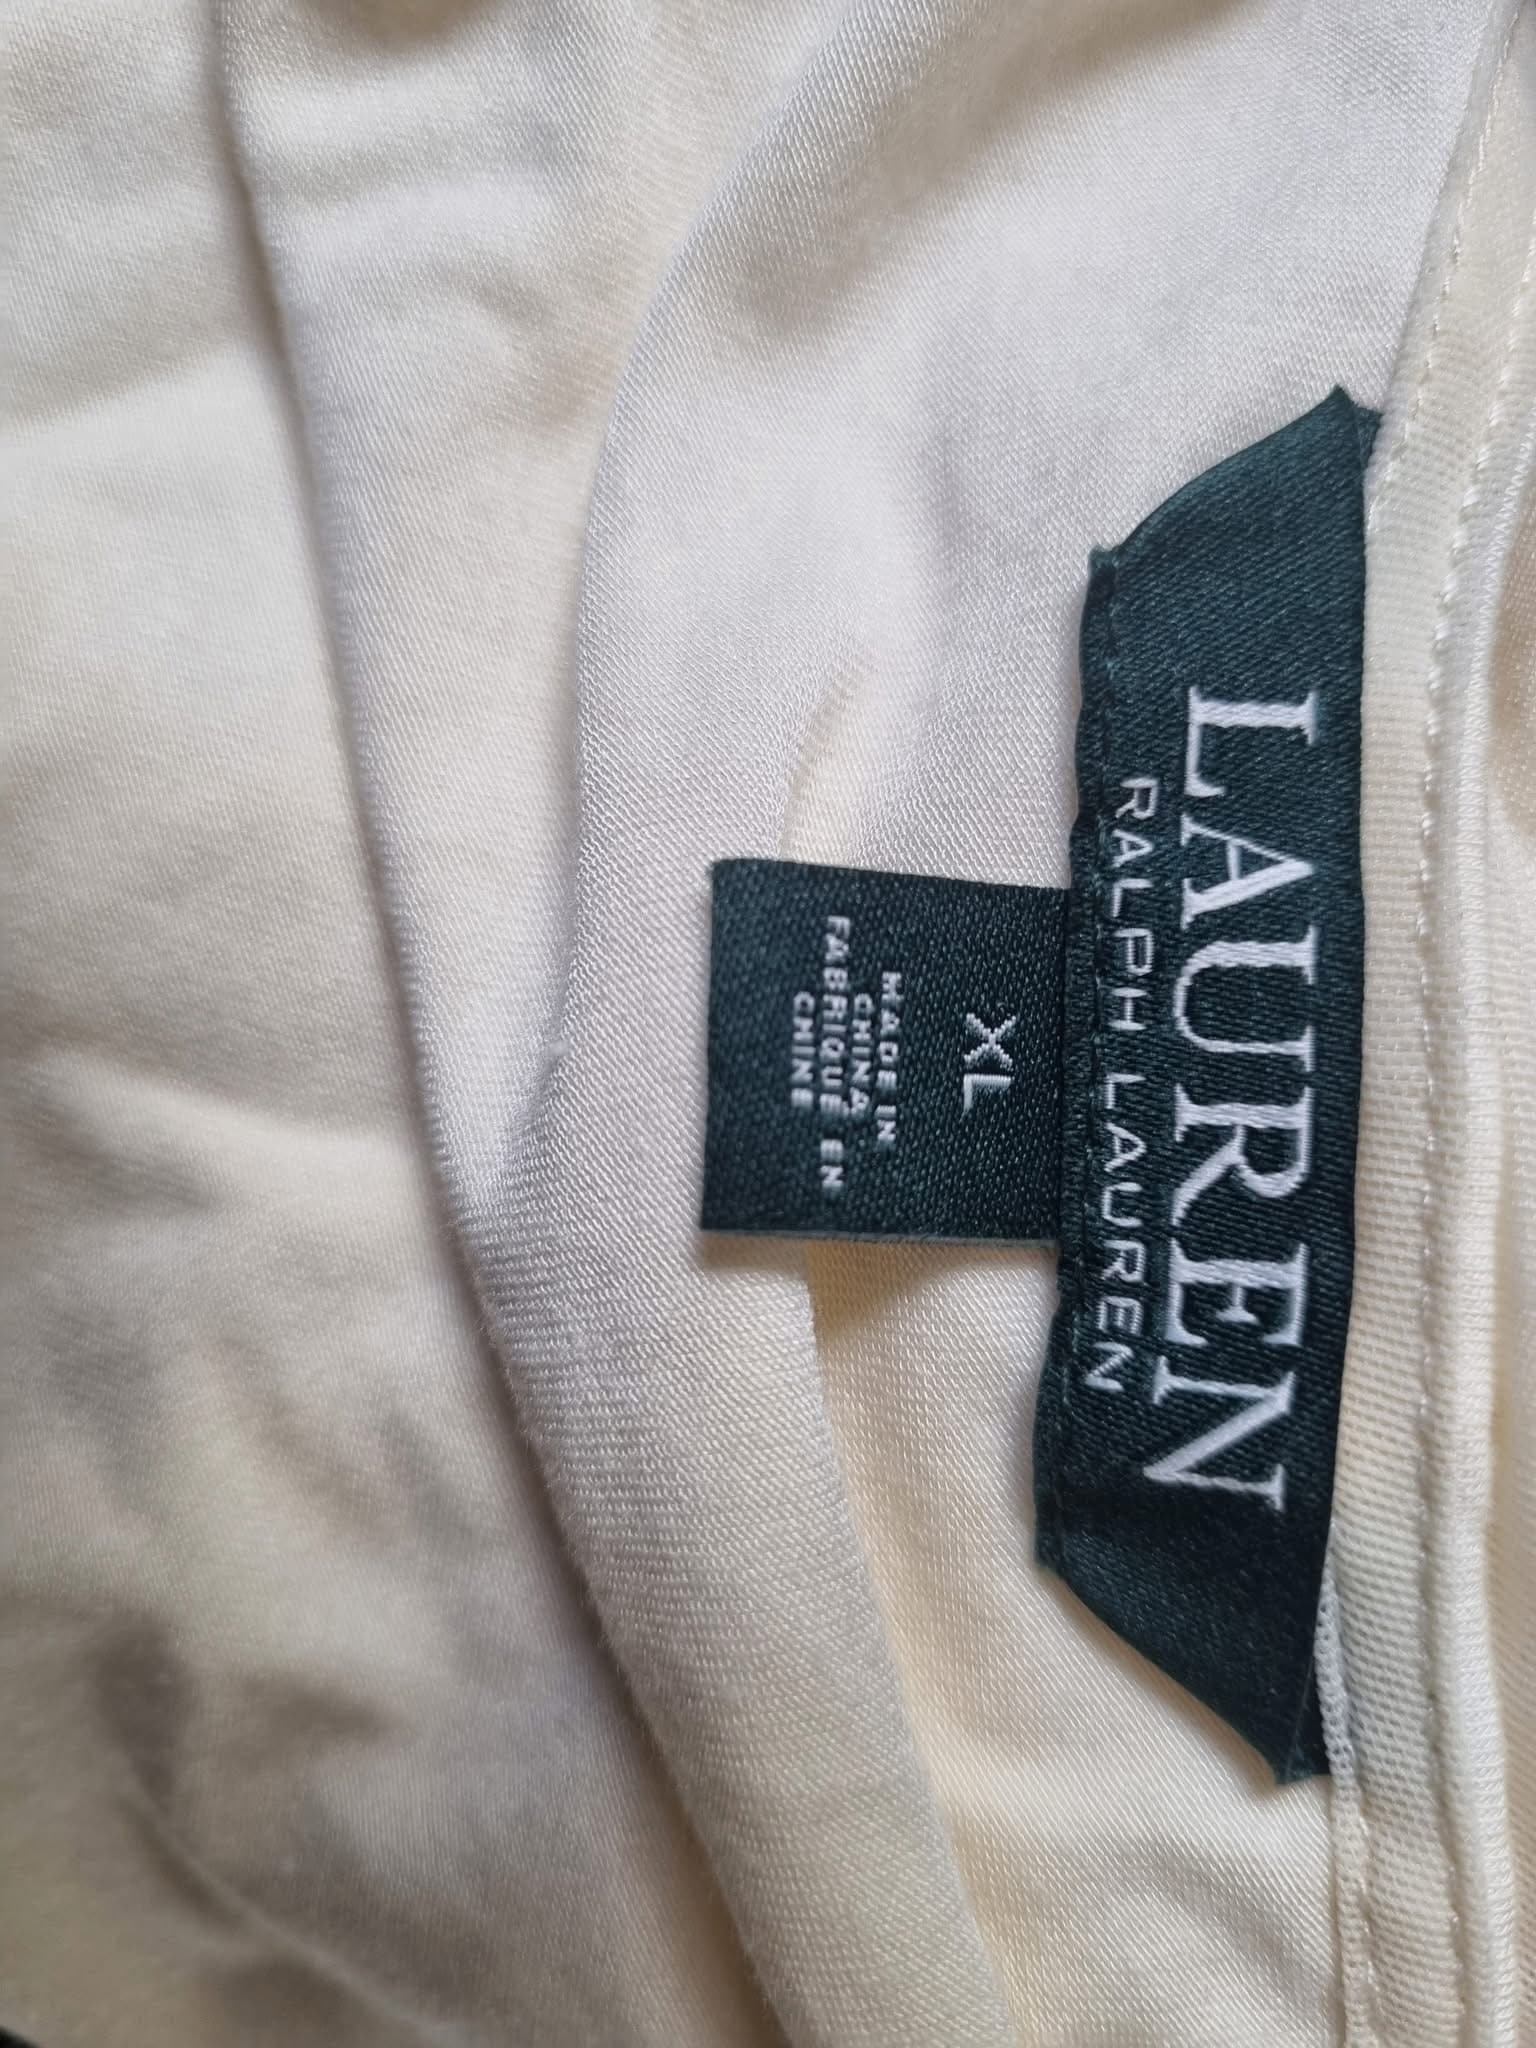 LAUREN
RALPH LAUREN
XL
MADE IN
CHINA
FABRIQUÉ EN
CHINE